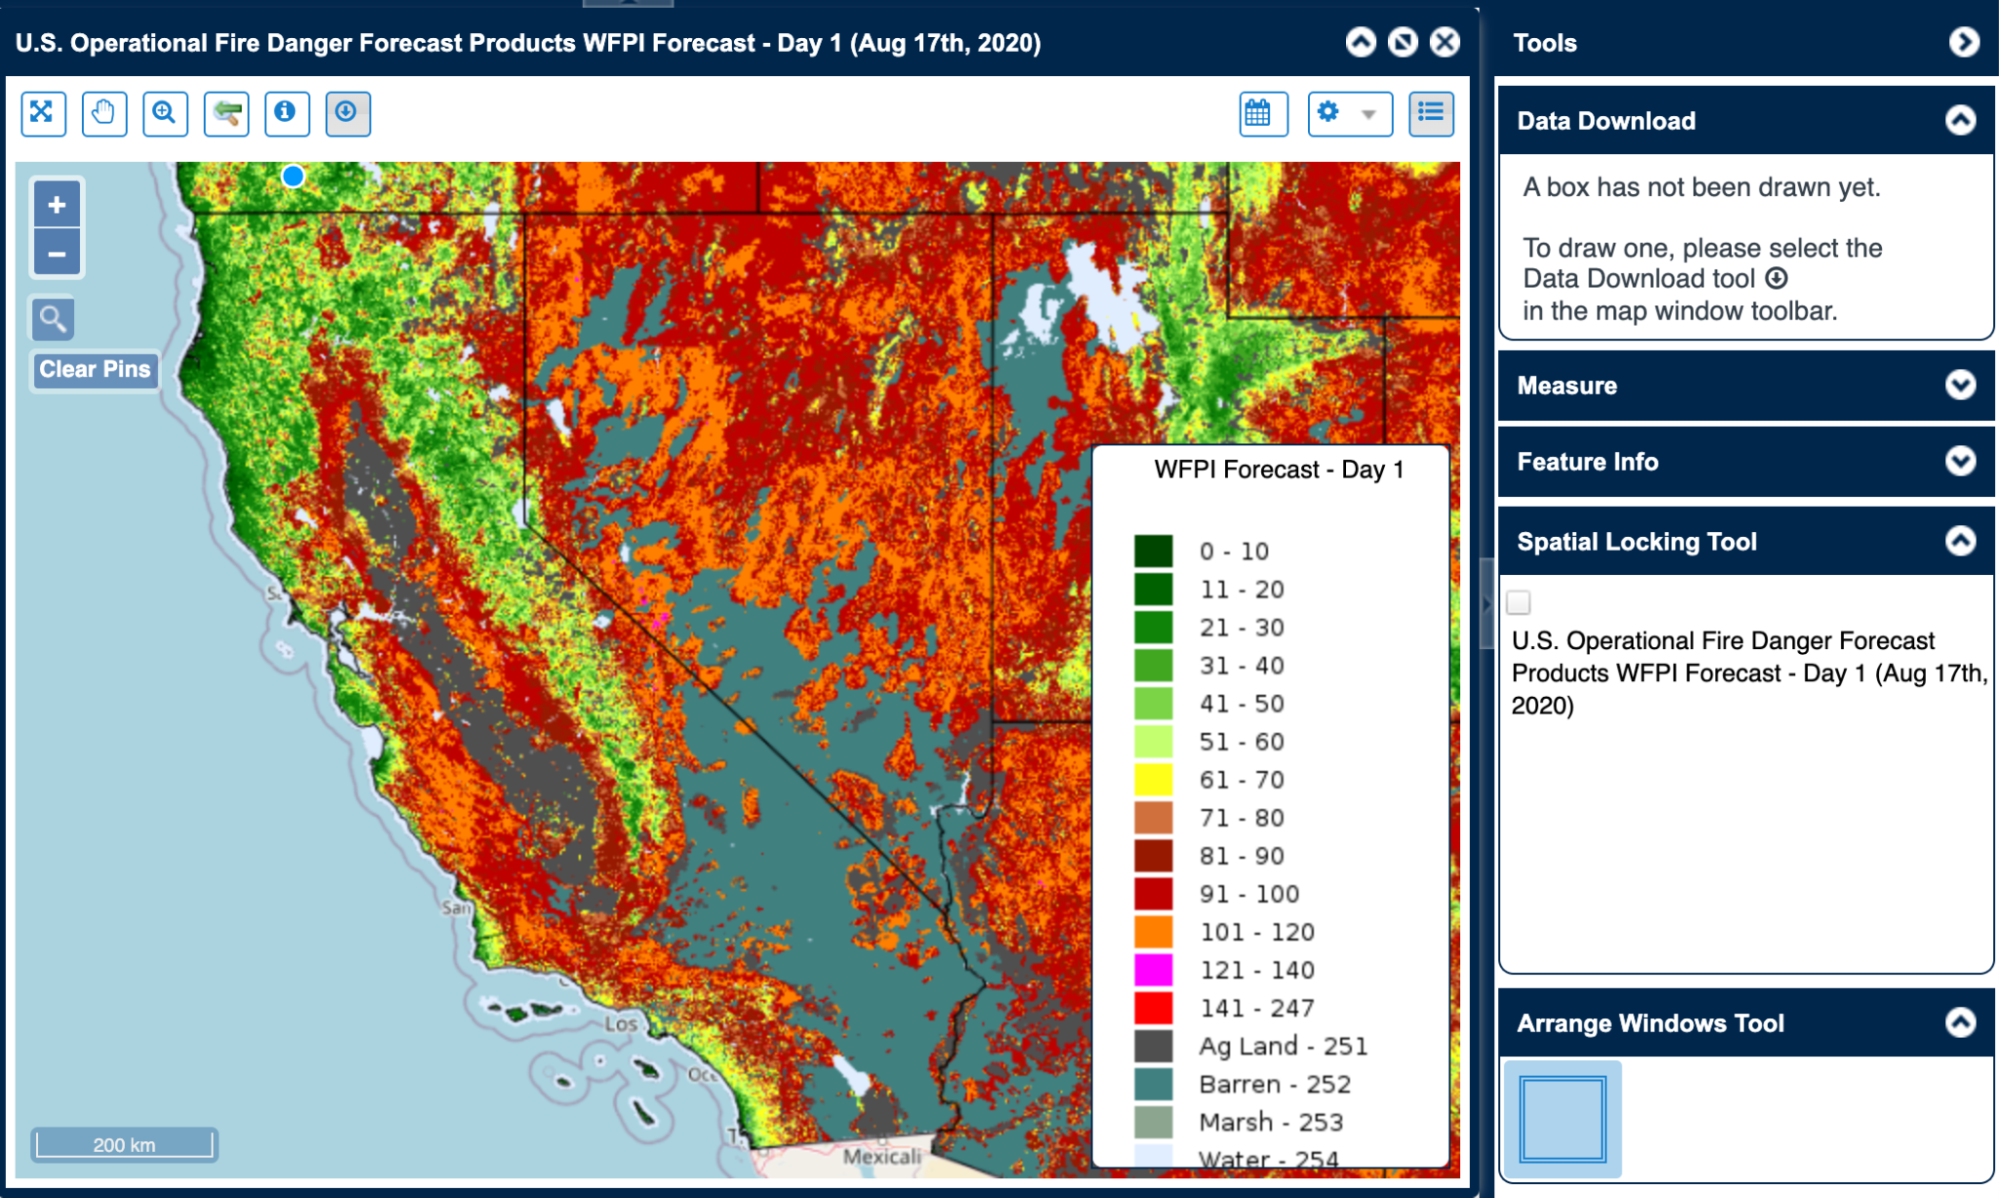 U.S. Operational Fire Danger Forecast Products WFPI Forecast - Day 1 (Aug 17th, 2020)
+
−
Clear Pins
San
Los
T.
Mexicali
200 km
WFPI Forecast - Day 1
0 - 10
11 - 20
21 - 30
31 - 40
41 - 50
51 - 60
61 - 70
71 - 80
81 - 90
91 - 100
101 - 120
121 - 140
141 - 247
Ag Land - 251
Barren - 252
Marsh - 253
Water - 254
Tools
Data Download
A box has not been drawn yet.
To draw one, please select the
Data Download tool
in the map window toolbar.
Measure
Feature Info
Spatial Locking Tool
U.S. Operational Fire Danger Forecast
Products WFPI Forecast - Day 1 (Aug 17th,
2020)
Arrange Windows Tool